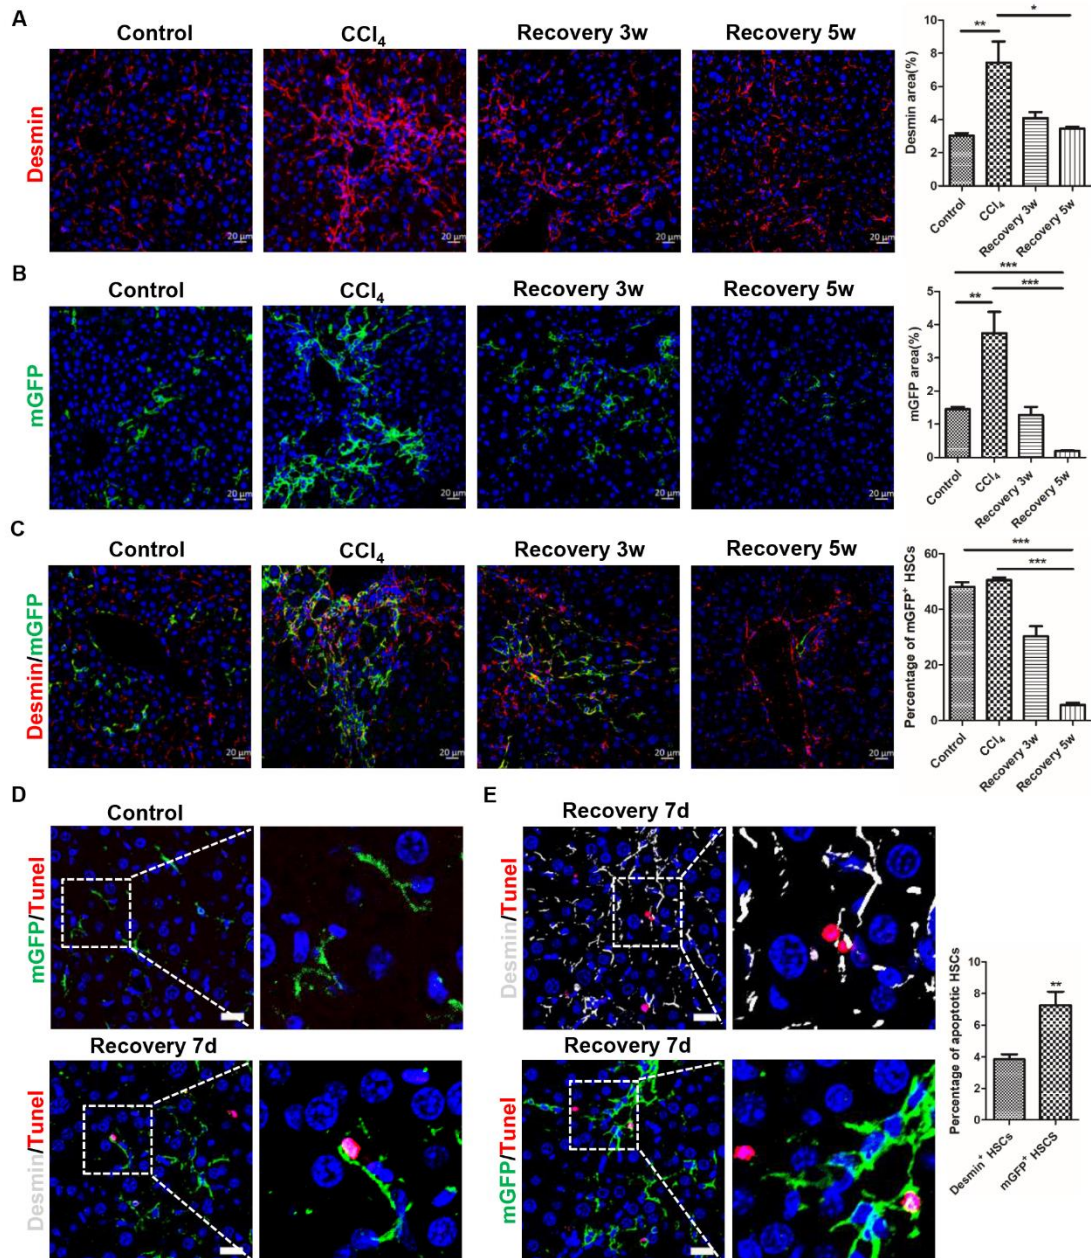 A
Control
CCl4
Recovery 3w
Recovery 5w
Desmin
20 µm
20 µm
20 µm
20 µm
Desmin area(%)
10
8
6
4
2
0
**
*
Control
CCl4
Recovery 3w
Recovery 5w
B
Control
CCl4
Recovery 3w
Recovery 5w
mGFP
20 µm
20 µm
20 µm
20 µm
mGFP area(%)
5
4
3
2
1
0
***
**
***
Control
CCl4
Recovery 3w
Recovery 5w
C
Control
CCl4
Recovery 3w
Recovery 5w
Desmin/mGFP
20 µm
20 µm
20 µm
20 µm
Percentage of mGFP+ HSCs
60
40
20
0
***
***
Control
CCl4
Recovery 3w
Recovery 5w
D
Control
mGFP/Tunel
Recovery 7d
Desmin/Tunel
E
Recovery 7d
Desmin/Tunel
Recovery 7d
mGFP/Tunel
Percentage of apoptotic HSCs
10
8
6
4
2
0
**
Desmin+ HSCs
mGFP+ HSCS